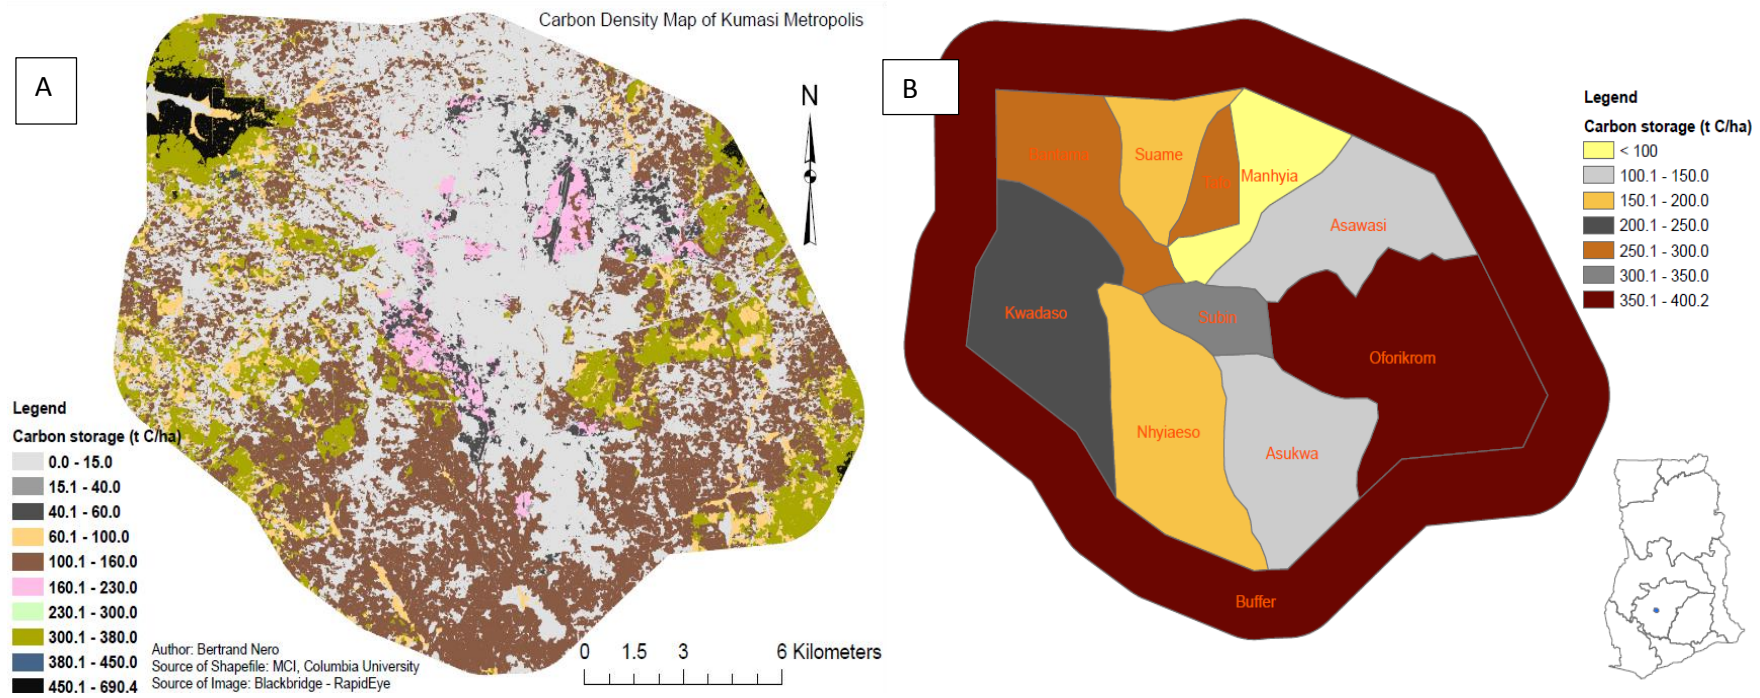 Carbon Density Map of Kumasi Metropolis
A
N
Legend
Carbon storage (t C/ha)
0.0 - 15.0
15.1 - 40.0
40.1 - 60.0
60.1 - 100.0
100.1 - 160.0
160.1 - 230.0
230.1 - 300.0
300.1 - 380.0
380.1 - 450.0
450.1 - 690.4
Author: Bertrand Nero
Source of Shapefile: MCI, Columbia University
Source of Image: Blackbridge - RapidEye
0 1.5 3 6 Kilometers
B
Suame
Tafo
Manhyia
Asawasi
Kwadaso
Subin
Oforikrom
Nhyiaeso
Asukwa
Buffer
Legend
Carbon storage (t C/ha)
< 100
100.1 - 150.0
150.1 - 200.0
200.1 - 250.0
250.1 - 300.0
300.1 - 350.0
350.1 - 400.2